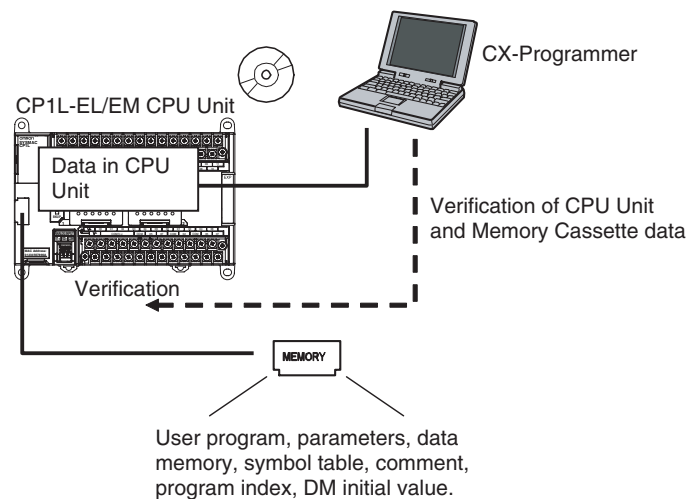 CX-Programmer
CP1L-EL/EM CPU Unit
Data in CPU
Unit
Verification of CPU Unit
and Memory Cassette data
Verification
MEMORY
User program, parameters, data
memory, symbol table, comment,
program index, DM initial value.